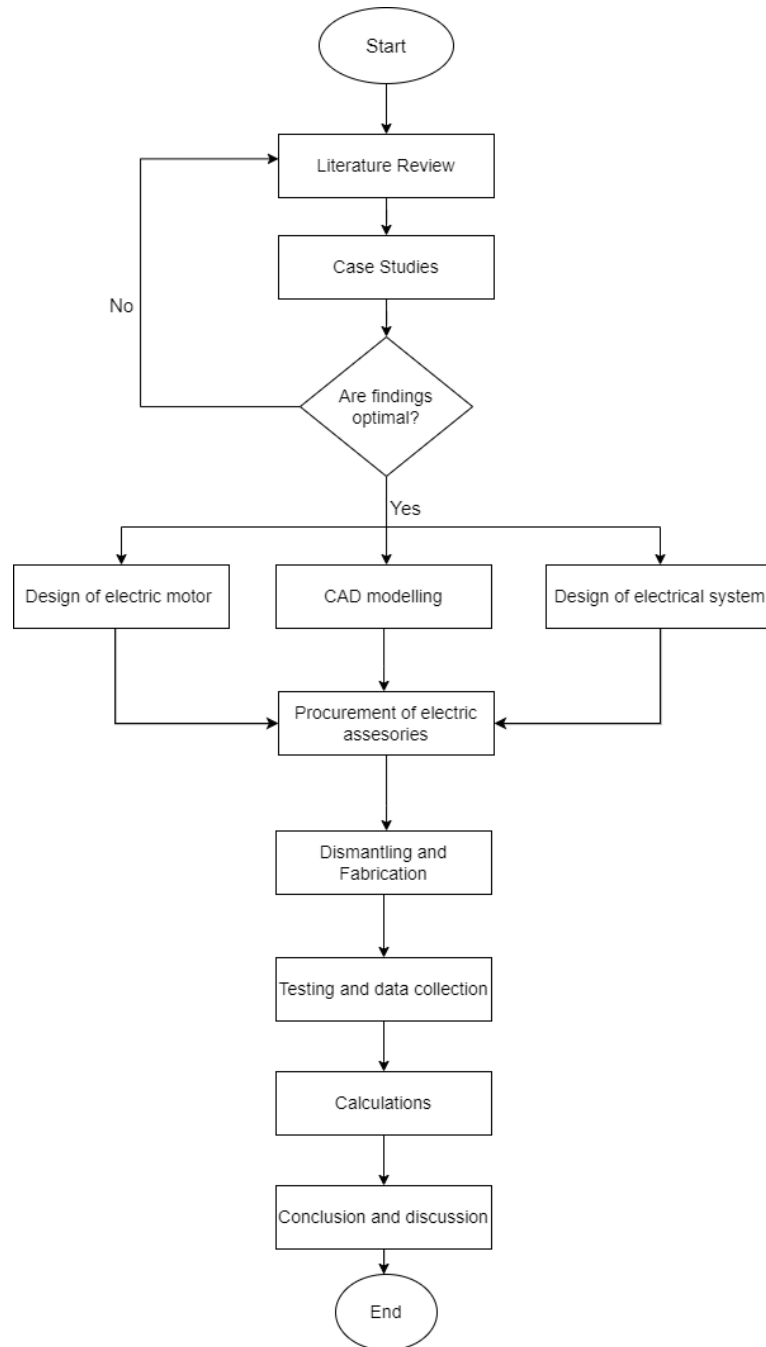 Start
Literature Review
Case Studies
No
Are findings
optimal?
Yes
Design of electric motor
CAD modelling
Design of electrical system
Procurement of electric
assesories
Dismantling and
Fabrication
Testing and data collection
Calculations
Conclusion and discussion
End